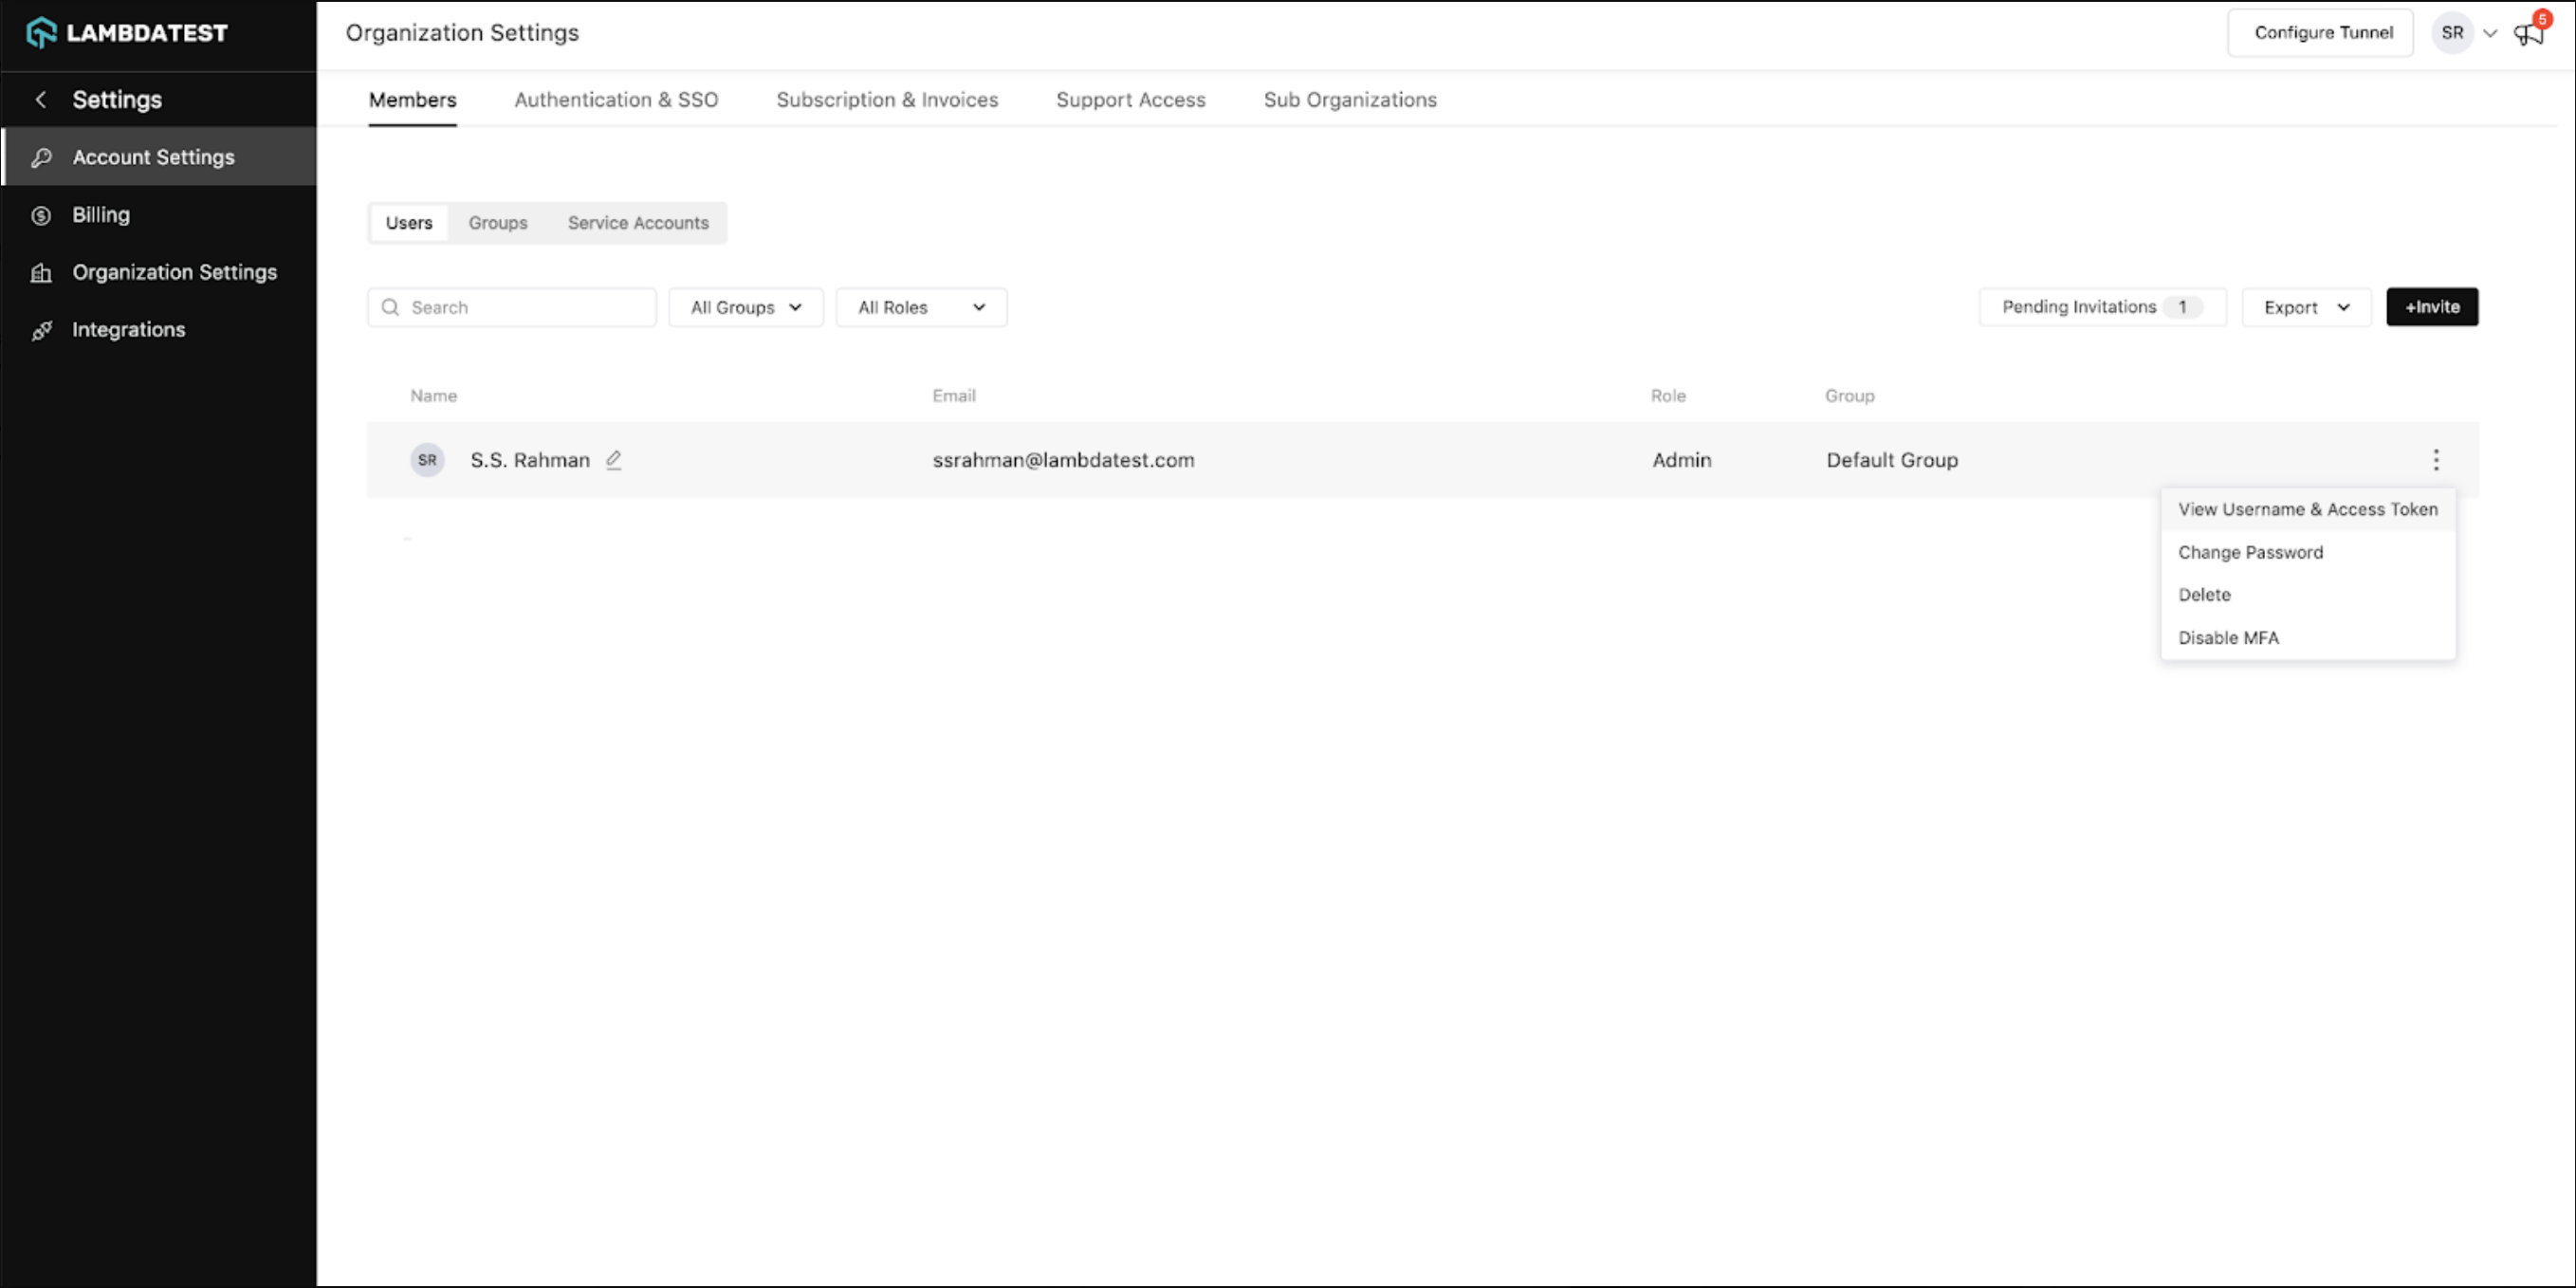 LAMBDATEST
Organization Settings
Configure Tunnel
SR
5
Settings
Members
Authentication & SSO
Subscription & Invoices
Support Access
Sub Organizations
Account Settings
Billing
Organization Settings
Integrations
Users
Groups
Service Accounts
Search
All Groups
All Roles
Pending Invitations 1
Export
+Invite
Name
Email
Role
Group
SR
S.S. Rahman
ssrahman@lambdatest.com
Admin
Default Group
View Username & Access Token
Change Password
Delete
Disable MFA